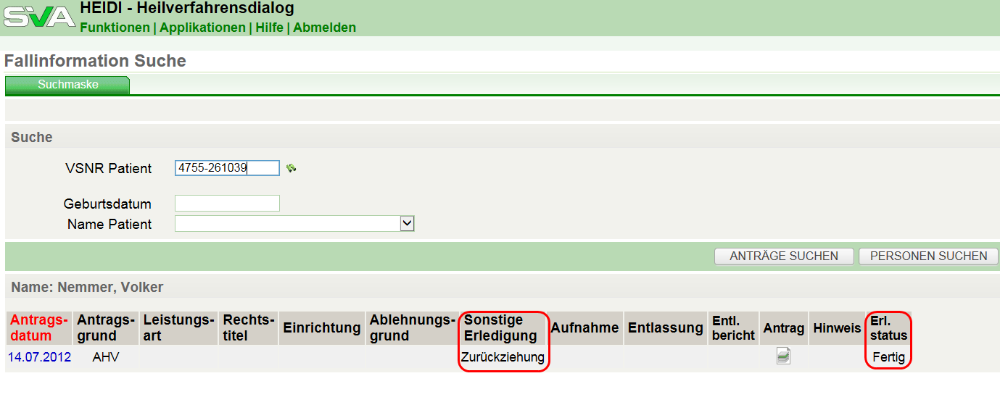 SVA
HEIDI - Heilverfahrensdialog
Funktionen | Applikationen | Hilfe | Abmelden
Fallinformation Suche
Suchmaske
Suche
VSNR Patient 4755-261039
Geburtsdatum
Name Patient
ANTRÄGE SUCHEN PERSONEN SUCHEN
Name: Nemmer, Volker
Antrags- Antrags- Leistungs- Rechts- Einrichtung Ablehnungs- Sonstige Aufnahme Entlassung Entl. Antrag Hinweis Erl.
datum grund art titel grund Erledigung bericht status
14.07.2012 AHV Zurückziehung Fertig